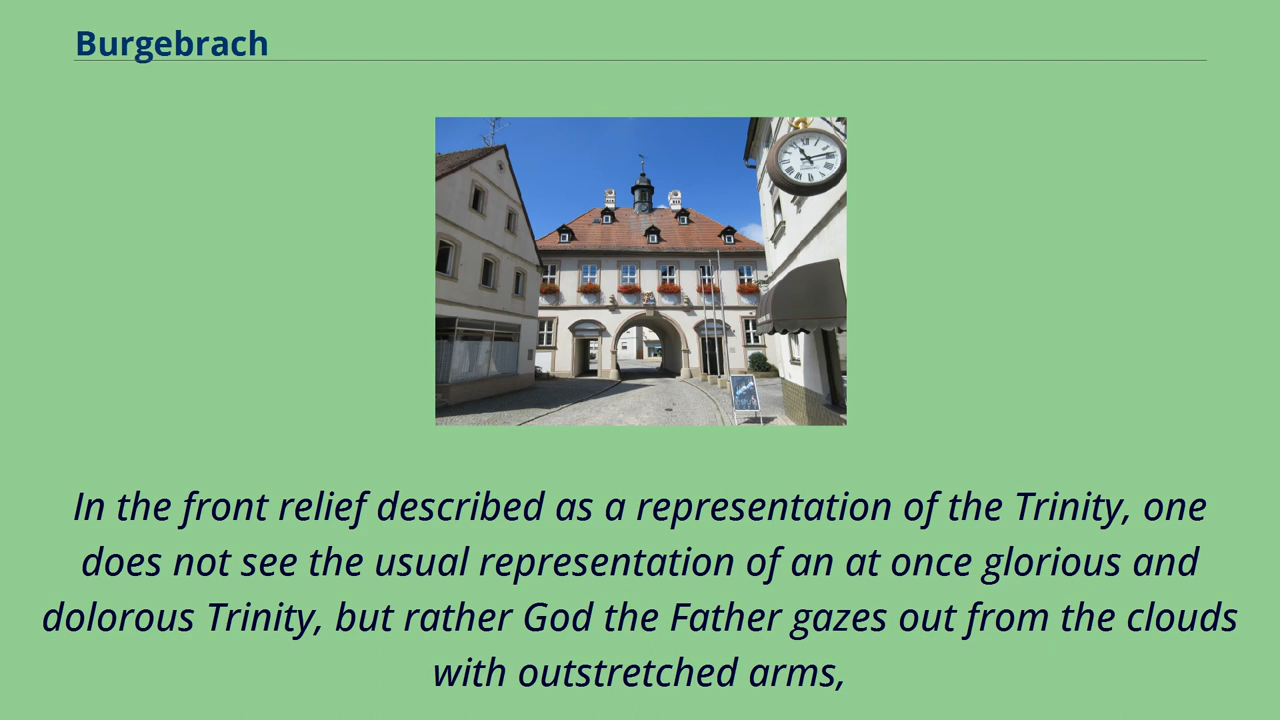 Burgebrach
In the front relief described as a representation of the Trinity, one
does not see the usual representation of an at once glorious and
dolorous Trinity, but rather God the Father gazes out from the clouds
with outstretched arms,